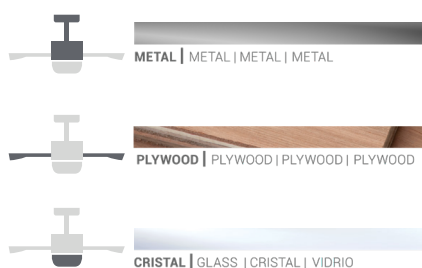 METAL | METAL | METAL | METAL
PLYWOOD | PLYWOOD | PLYWOOD | PLYWOOD
CRISTAL | GLASS | CRISTAL | VIDRIO